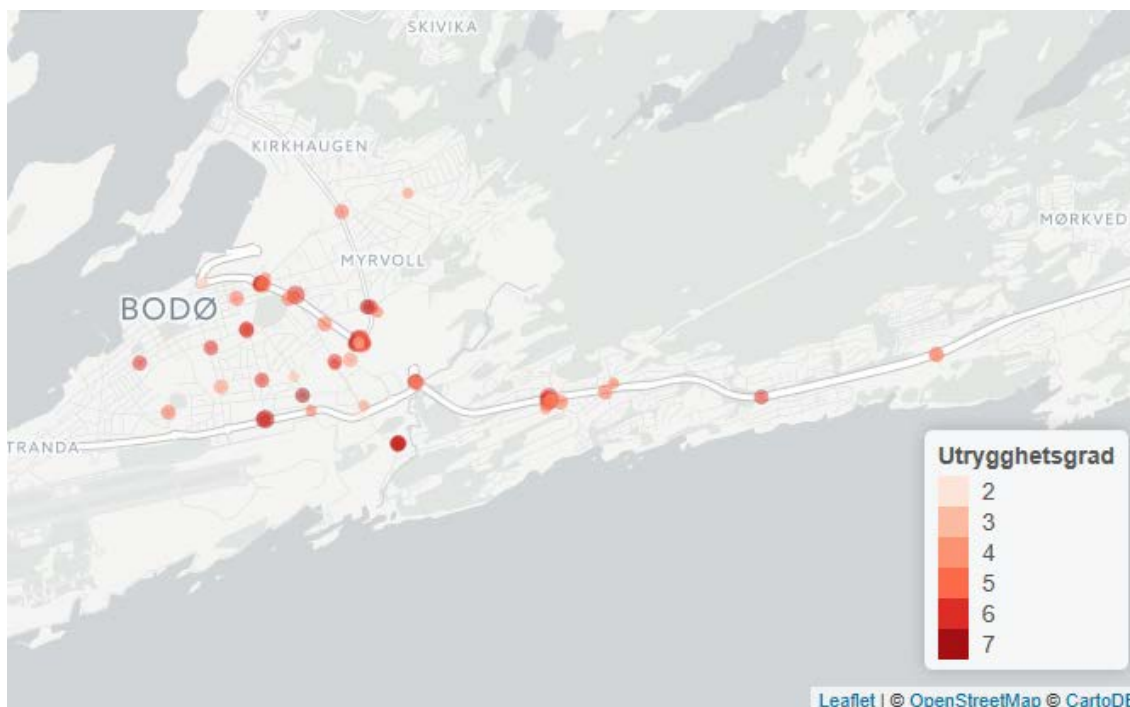 SKIVIKA
KIRKHAUGEN
MØRKVED
MYRVOLL
BODØ
TRANDA
Utrygghetsgrad
2
3
4
5
6
7
Leaflet | © OpenStreetMap © CartoDB